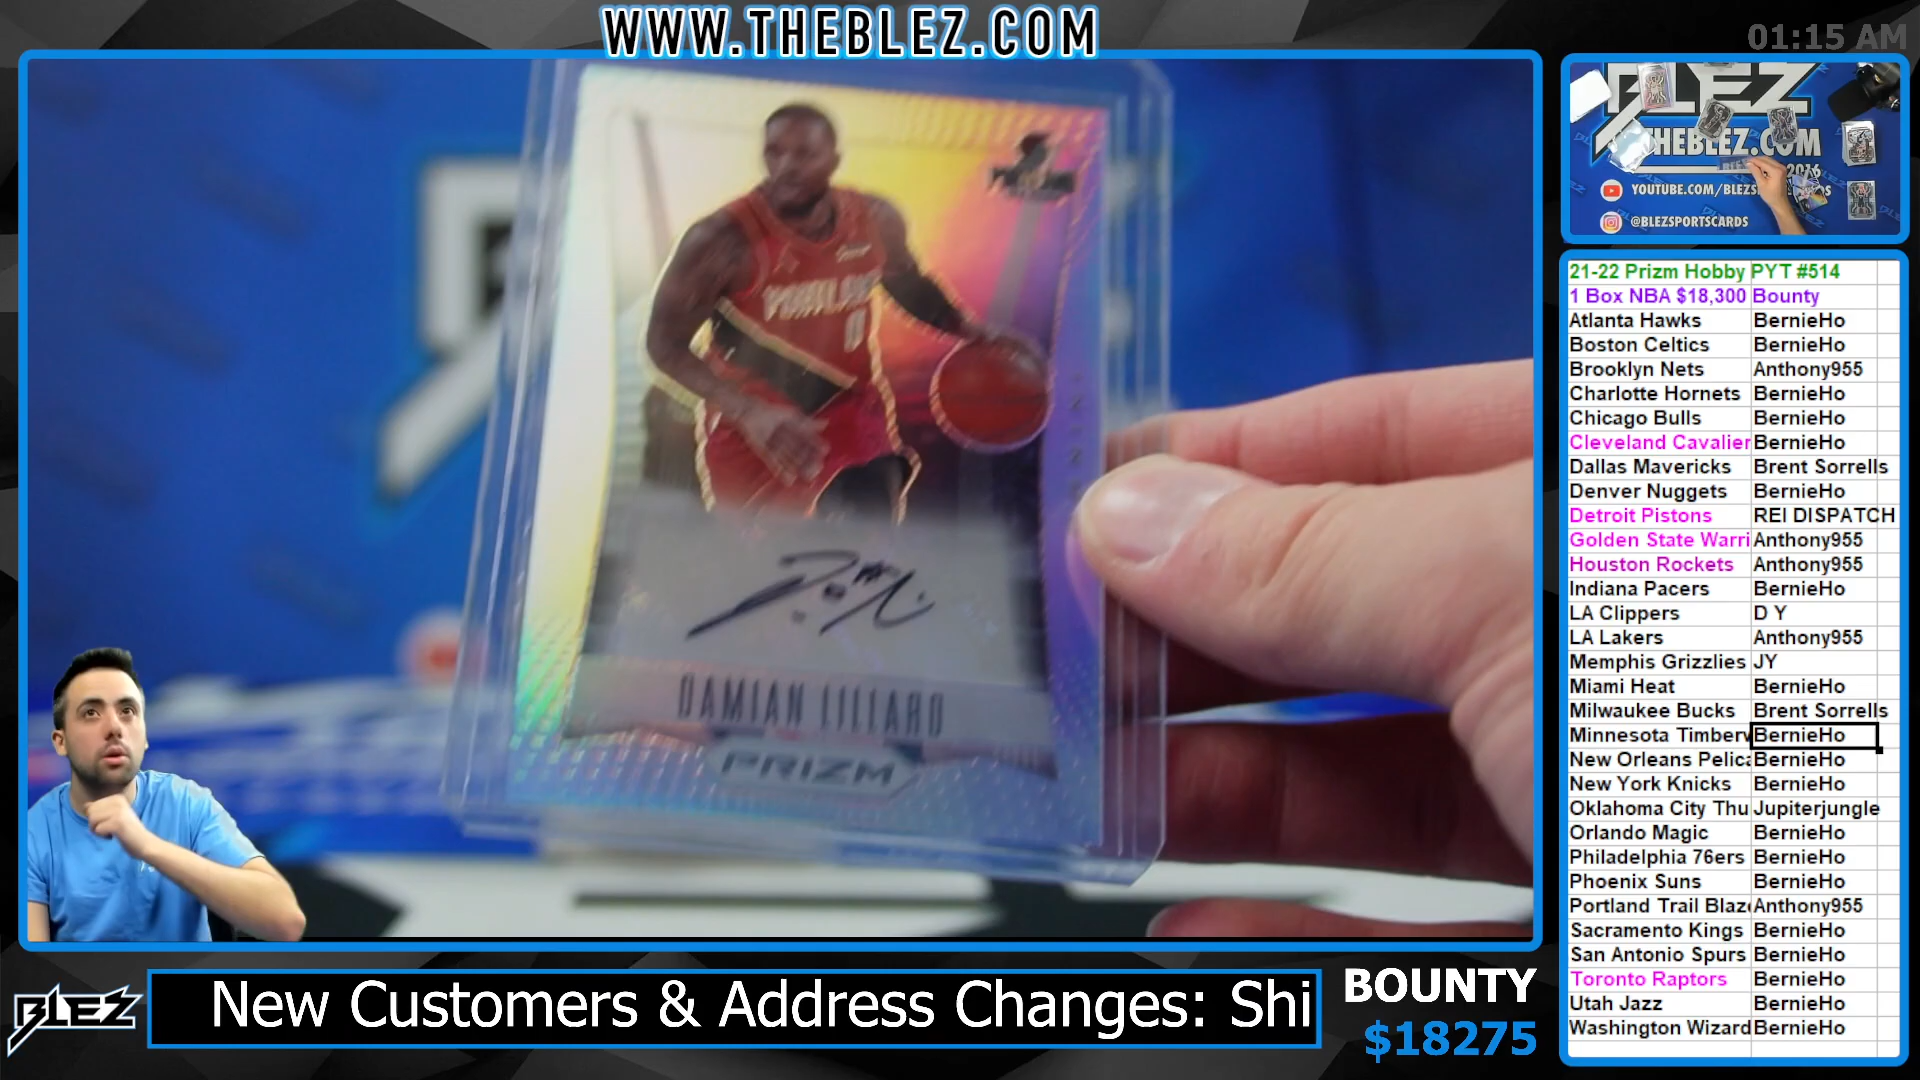 WWW.THEBLEZ.COM
01:15 AM
BLEZ
THEBLEZ.COM
YOUTUBE.COM/BLEZS
@BLEZSPORTSCARDS
PORTLAND
0
DAMIAN LILLARD
PRIZM
21-22 Prizm Hobby PYT #514
1 Box NBA $18,300 Bounty
Atlanta Hawks BernieHo
Boston Celtics BernieHo
Brooklyn Nets Anthony955
Charlotte Hornets BernieHo
Chicago Bulls BernieHo
Cleveland Cavalier BernieHo
Dallas Mavericks Brent Sorrells
Denver Nuggets BernieHo
Detroit Pistons REI DISPATCH
Golden State Warri Anthony955
Houston Rockets Anthony955
Indiana Pacers BernieHo
LA Clippers D Y
LA Lakers Anthony955
Memphis Grizzlies JY
Miami Heat BernieHo
Milwaukee Bucks Brent Sorrells
Minnesota Timberw BernieHo
New Orleans Pelica BernieHo
New York Knicks BernieHo
Oklahoma City Thu Jupiterjungle
Orlando Magic BernieHo
Philadelphia 76ers BernieHo
Phoenix Suns BernieHo
Portland Trail Blaze Anthony955
Sacramento Kings BernieHo
San Antonio Spurs BernieHo
Toronto Raptors BernieHo
Utah Jazz BernieHo
Washington Wizard BernieHo
BLEZ
New Customers & Address Changes: Shi
BOUNTY
$18275